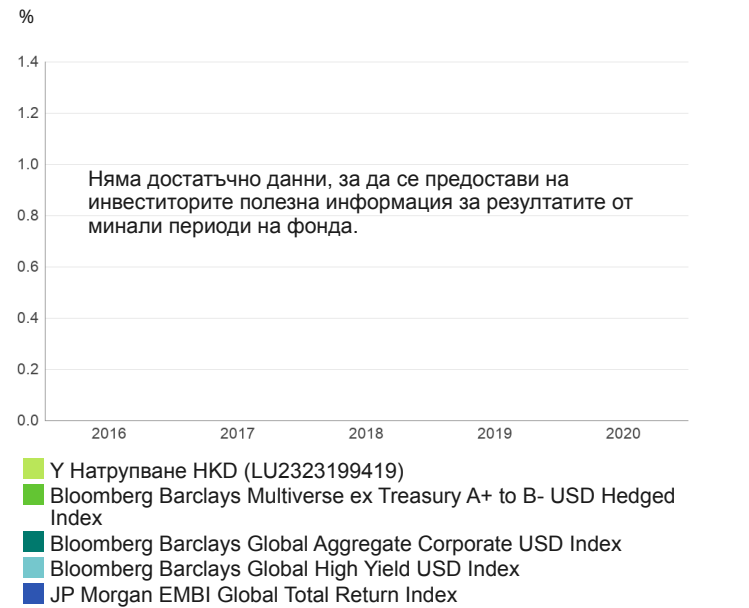 %
1.4
1.2
1.0
Няма достатъчно данни, за да се предостави на
инвеститорите полезна информация за резултатите от
0.8
минали периоди на фонда.
0.6
0.4
0.2
0.0
2016 2017 2018 2019 2020
Y Натрупване HKD (LU2323199419)
Bloomberg Barclays Multiverse ex Treasury A+ to B- USD Hedged
Index
Bloomberg Barclays Global Aggregate Corporate USD Index
Bloomberg Barclays Global High Yield USD Index
JP Morgan EMBI Global Total Return Index